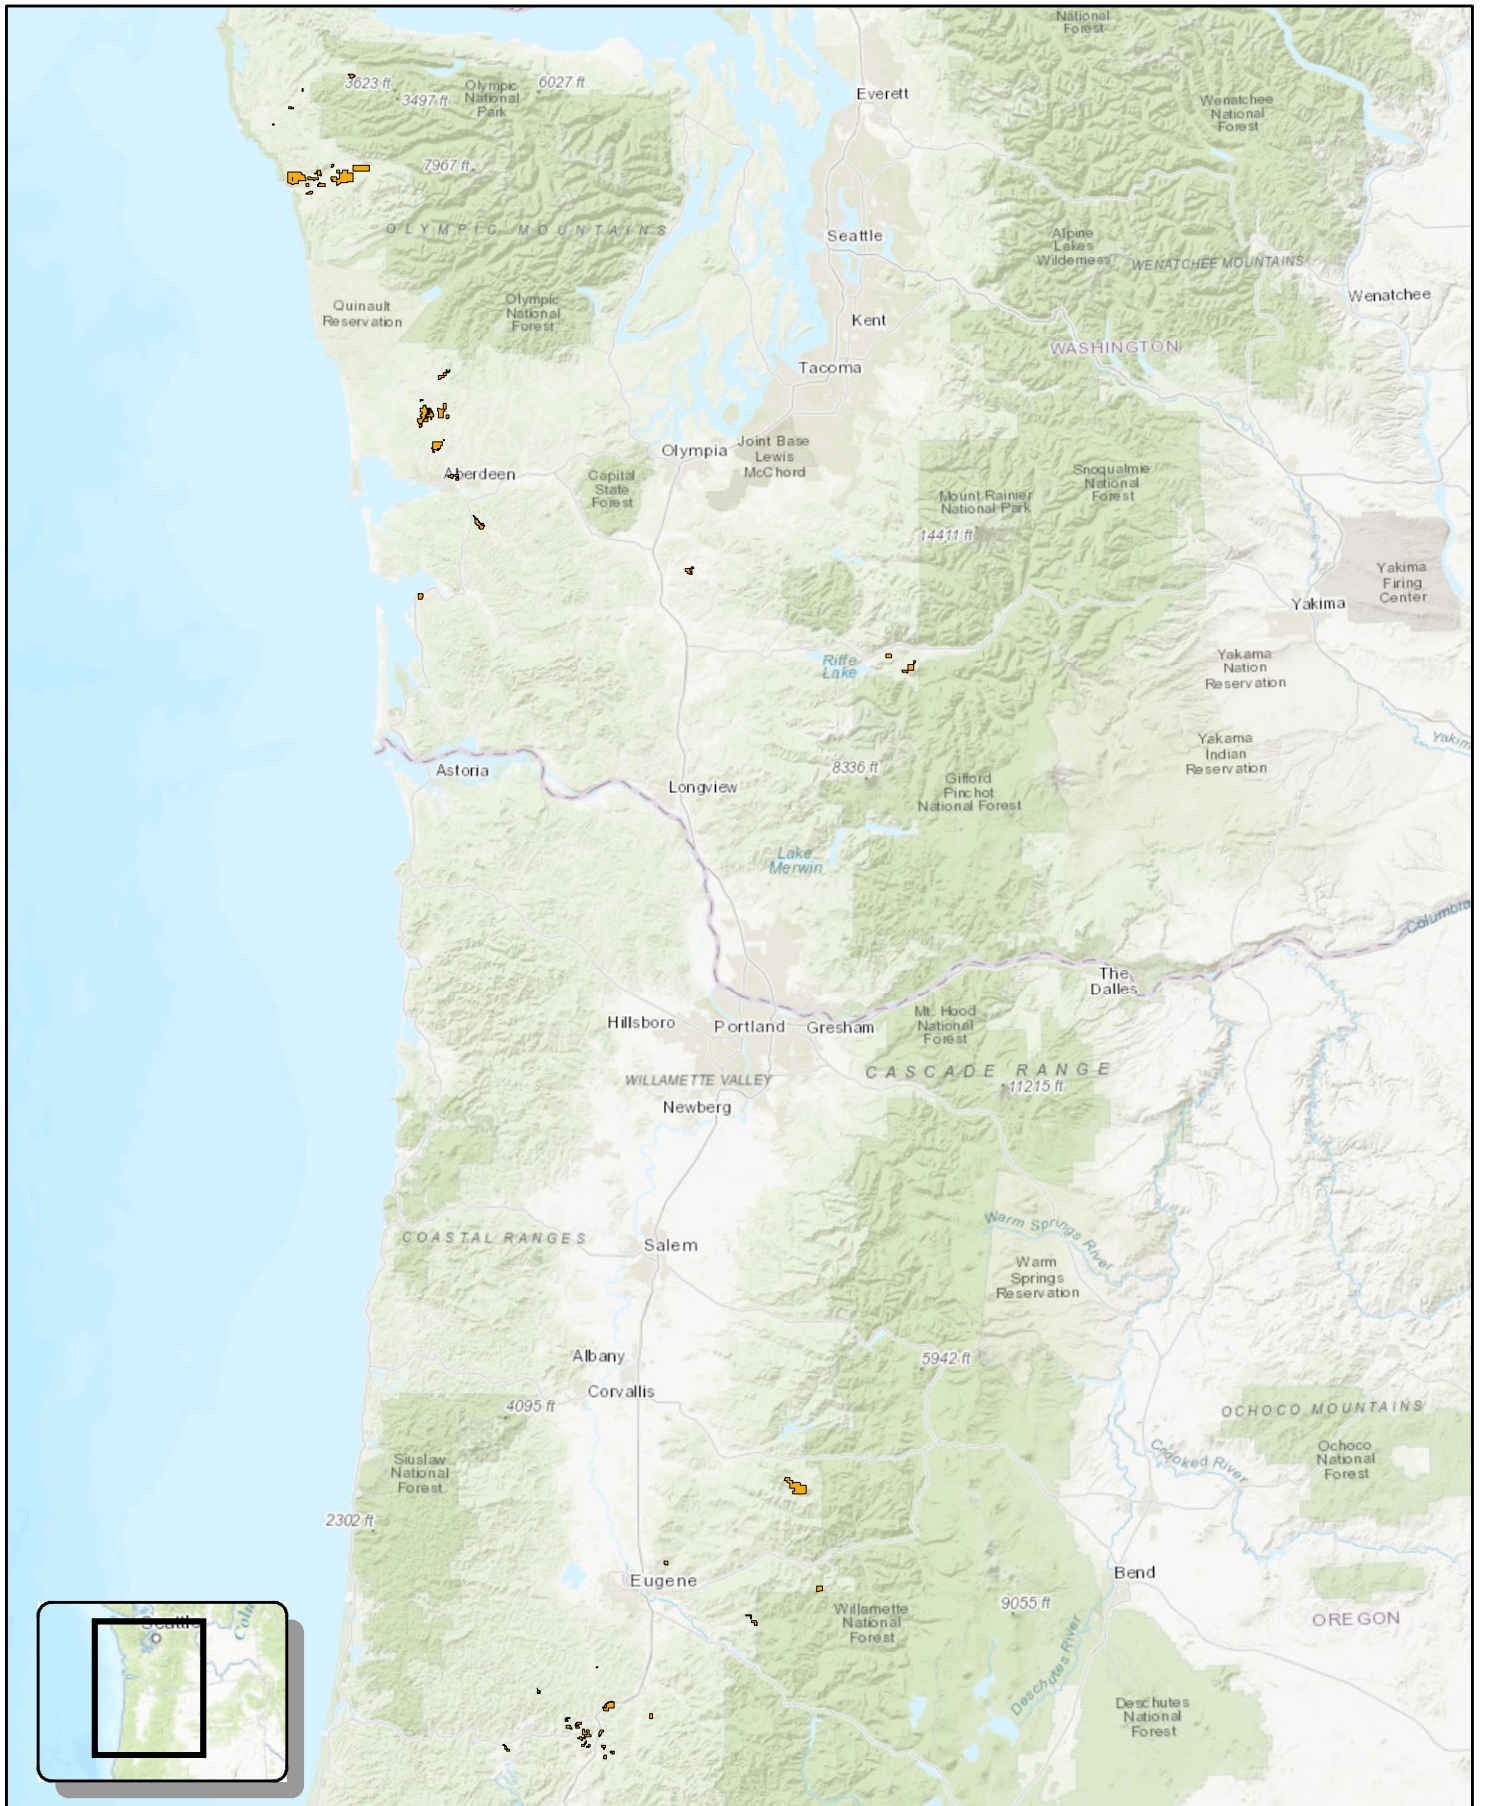 National
Forest
3623 ft
3497 ft
Olympic
National
Park
6027 ft
Everett
Wenatchee
National
Forest
7967 ft
OLYMPIC MOUNTAINS
Seattle
Alpine
Lakes
Wilderness
WENATCHEE MOUNTAINS
Wenatchee
Quinault
Reservation
Olympic
National
Forest
Kent
WASHINGTON
Tacoma
Olympia
Joint Base
Lewis
McChord
Aberdeen
Capital
State
Forest
Snoqualmie
National
Forest
Mount Rainier
National Park
14411 ft
Yakima
Firing
Center
Yakima
Riffe
Lake
Yakama
Nation
Reservation
Yakama
Indian
Reservation
Yakim
Astoria
8336 ft
Gifford
Pinchot
National Forest
Longview
Lake
Merwin
Columbia
The
Dalles
Hillsboro
Portland
Gresham
Mt. Hood
National
Forest
CASCADE RANGE
11215 ft
WILLAMETTE VALLEY
Newberg
Warm Springs River
COASTAL RANGES
Salem
Warm
Springs
Reservation
Albany
5942 ft
Corvallis
4095 ft
OCHOCO MOUNTAINS
Siuslaw
National
Forest
Crooked River
Ochoco
National
Forest
2302 ft
Eugene
Bend
9055 ft
Willamette
National
Forest
OREGON
Deschutes River
Deschutes
National
Forest
Seattle
Colu